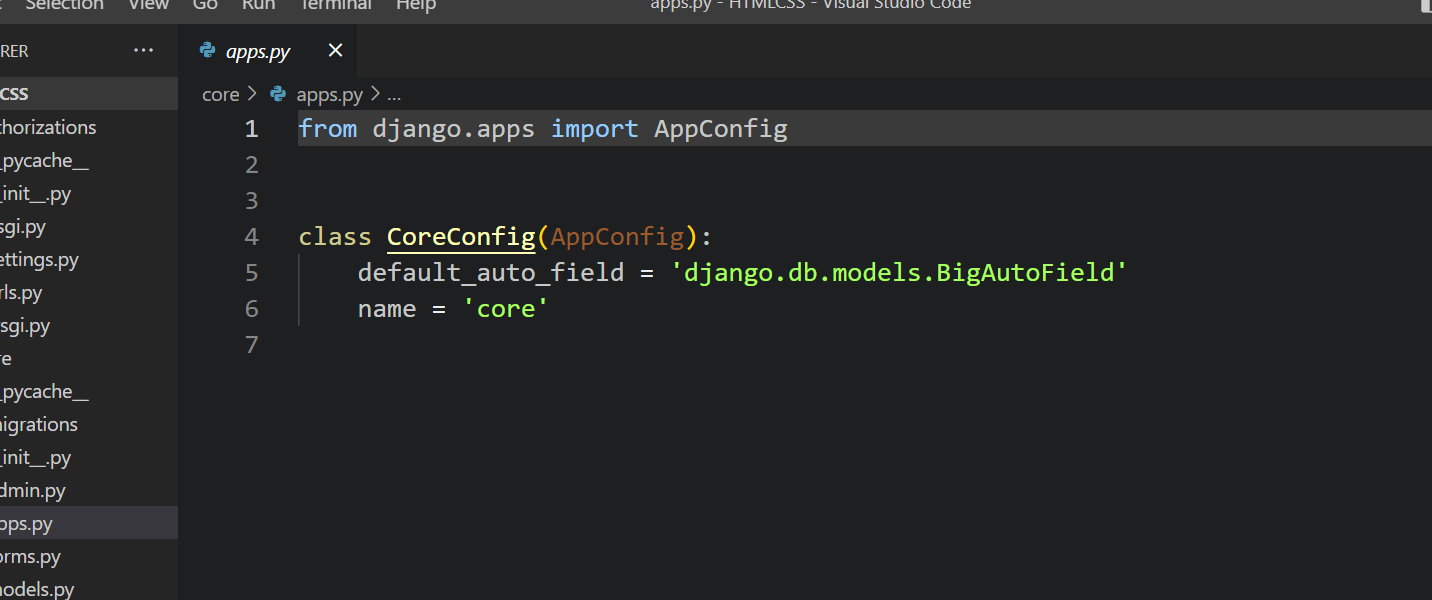 Selection View Go Run Terminal Help apps.py - HTMLCSS - Visual Studio Code
RER ...
apps.py
CSS
core > apps.py > ...
horizations
_pycache__
_init__.py
sgi.py
ettings.py
rls.py
sgi.py
re
_pycache__
igrations
_init__.py
dmin.py
pps.py
orms.py
odels.py
1 from django.apps import AppConfig
2
3
4 class CoreConfig(AppConfig):
5 default_auto_field = 'django.db.models.BigAutoField'
6 name = 'core'
7